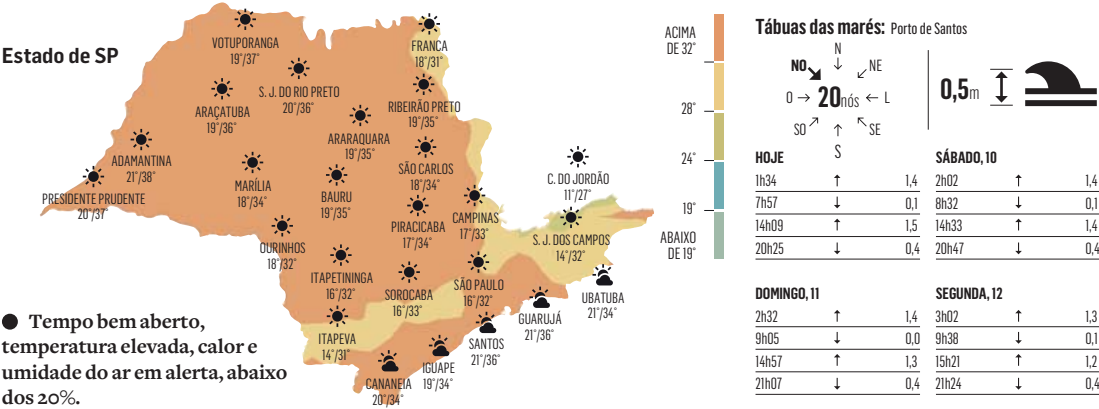 Estado de SP
VOTUPORANGA
19°/37°
S. J. DO RIO PRETO
20°/36°
FRANCA
18°/31°
ARAÇATUBA
19°/36°
RIBEIRÃO PRETO
19°/35°
ARARAQUARA
19°/35°
ADAMANTINA
21°/38°
PRESIDENTE PRUDENTE
20°/37°
MARÍLIA
18°/34°
BAURU
19°/35°
SÃO CARLOS
18°/34°
C. DO JORDÃO
11°/27°
PIRACICABA
17°/34°
CAMPINAS
17°/33°
OURINHOS
18°/32°
S. J. DOS CAMPOS
14°/32°
ITAPETININGA
16°/32°
SOROCABA
16°/33°
SÃO PAULO
16°/32°
UBATUBA
21°/34°
GUARUJÁ
21°/36°
ITAPEVA
14°/31°
SANTOS
21°/36°
IGUAPE
19°/34°
CANANEIA
20°/34°
● Tempo bem aberto,
temperatura elevada, calor e
umidade do ar em alerta, abaixo
dos 20%.
ACIMA
DE 32°
28°
24°
19°
ABAIXO
DE 19°
Tábuas das marés: Porto de Santos
N
NO ↘ ↓ ↙ NE
O → 20nós ← L
SO ↗ ↑ ↖ SE
S
0,5m
HOJE
1h34 ↑ 1,4
7h57 ↓ 0,1
14h09 ↑ 1,5
20h25 ↓ 0,4
SÁBADO, 10
2h02 ↑ 1,4
8h32 ↓ 0,1
14h33 ↑ 1,4
20h47 ↓ 0,4
DOMINGO, 11
2h32 ↑ 1,4
9h05 ↓ 0,0
14h57 ↑ 1,3
21h07 ↓ 0,4
SEGUNDA, 12
3h02 ↑ 1,3
9h38 ↓ 0,1
15h21 ↑ 1,2
21h24 ↓ 0,4